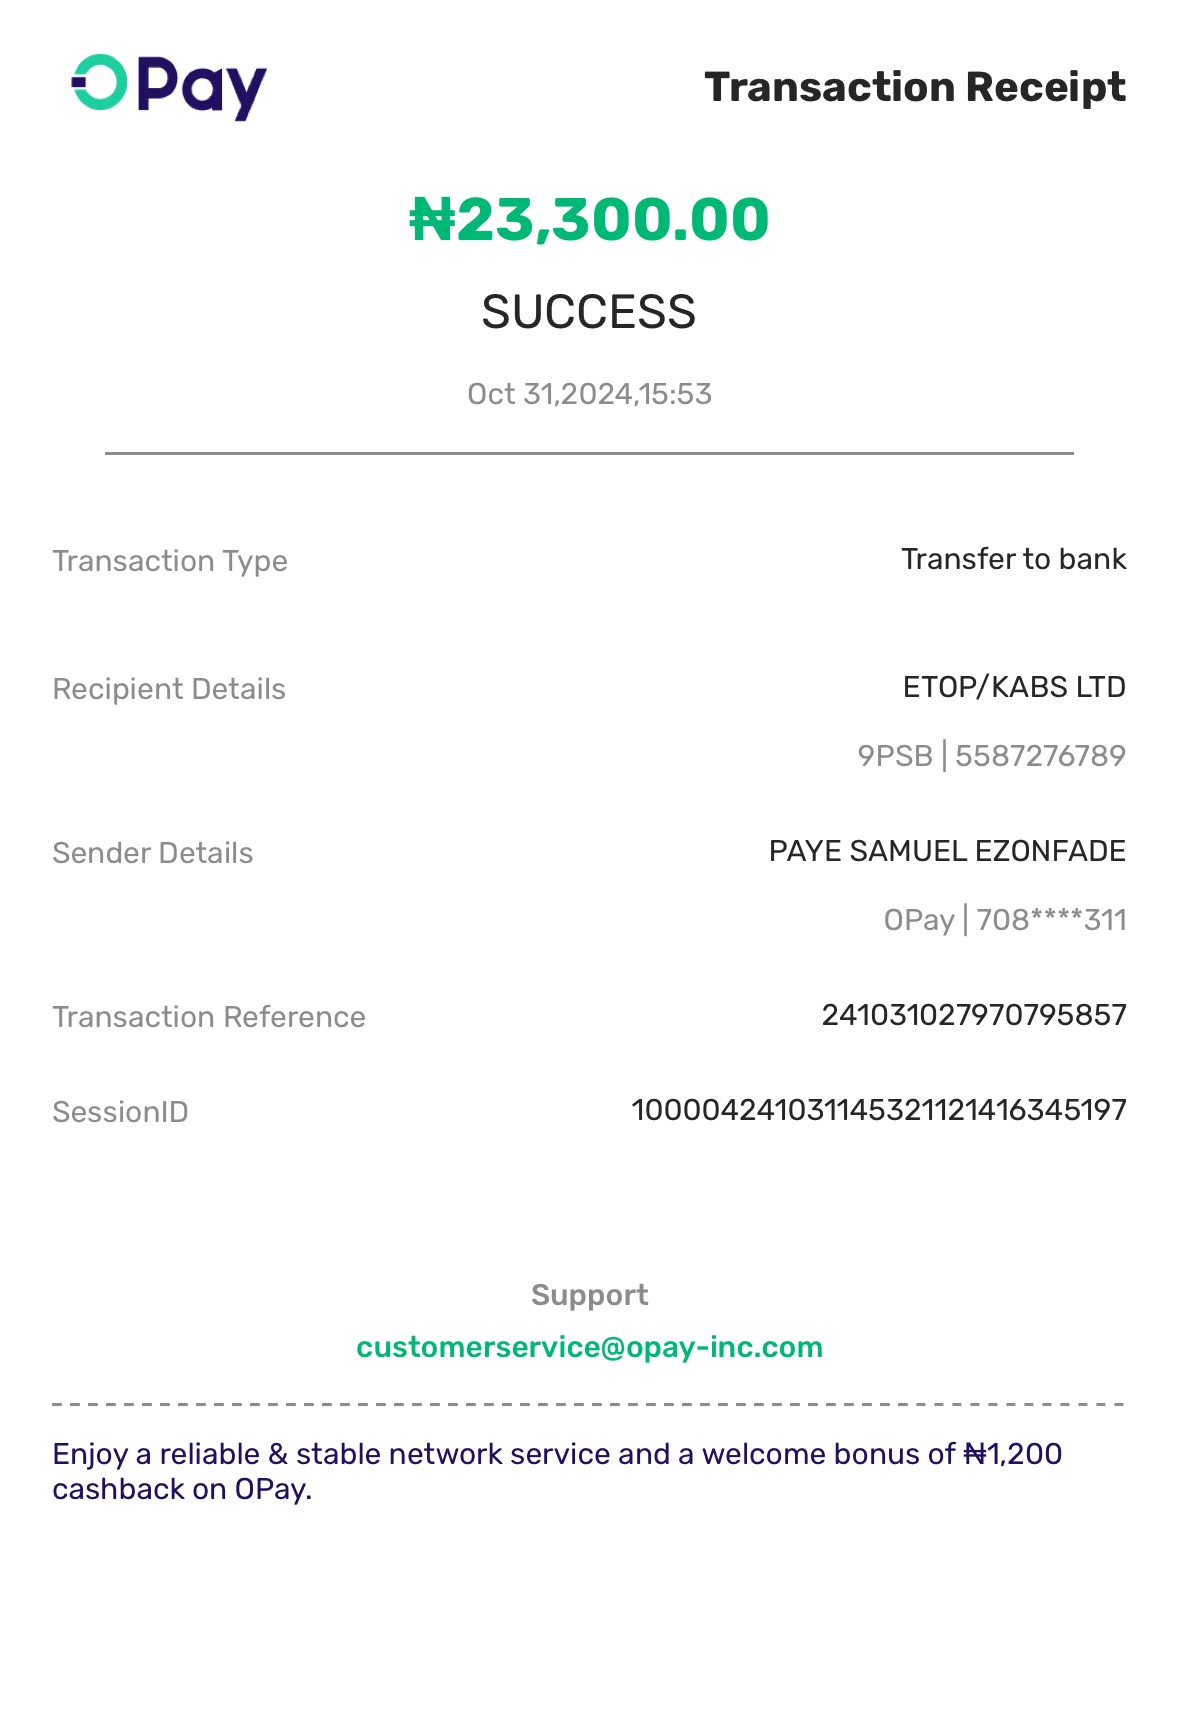 OPay
Transaction Receipt
₦23,300.00
SUCCESS
Oct 31,2024,15:53
Transaction Type
Transfer to bank
Recipient Details
ETOP/KABS LTD
9PSB | 5587276789
Sender Details
PAYE SAMUEL EZONFADE
OPay | 708****311
Transaction Reference
241031027970795857
SessionID
100004241031145321121416345197
Support
customerservice@opay-inc.com
Enjoy a reliable & stable network service and a welcome bonus of ₦1,200
cashback on OPay.